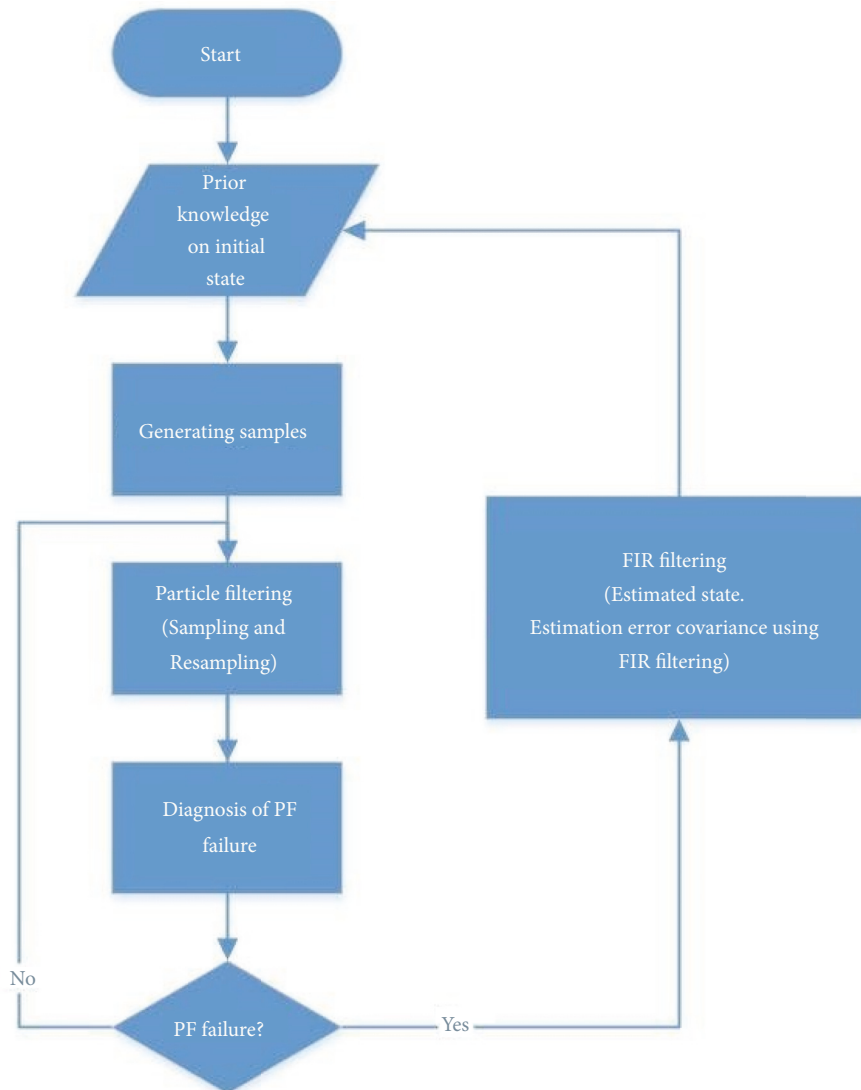 Start
Prior
knowledge
on initial
state
Generating samples
Particle filtering
(Sampling and
Resampling)
Diagnosis of PF
failure
PF failure?
No
Yes
FIR filtering
(Estimated state.
Estimation error covariance using
FIR filtering)